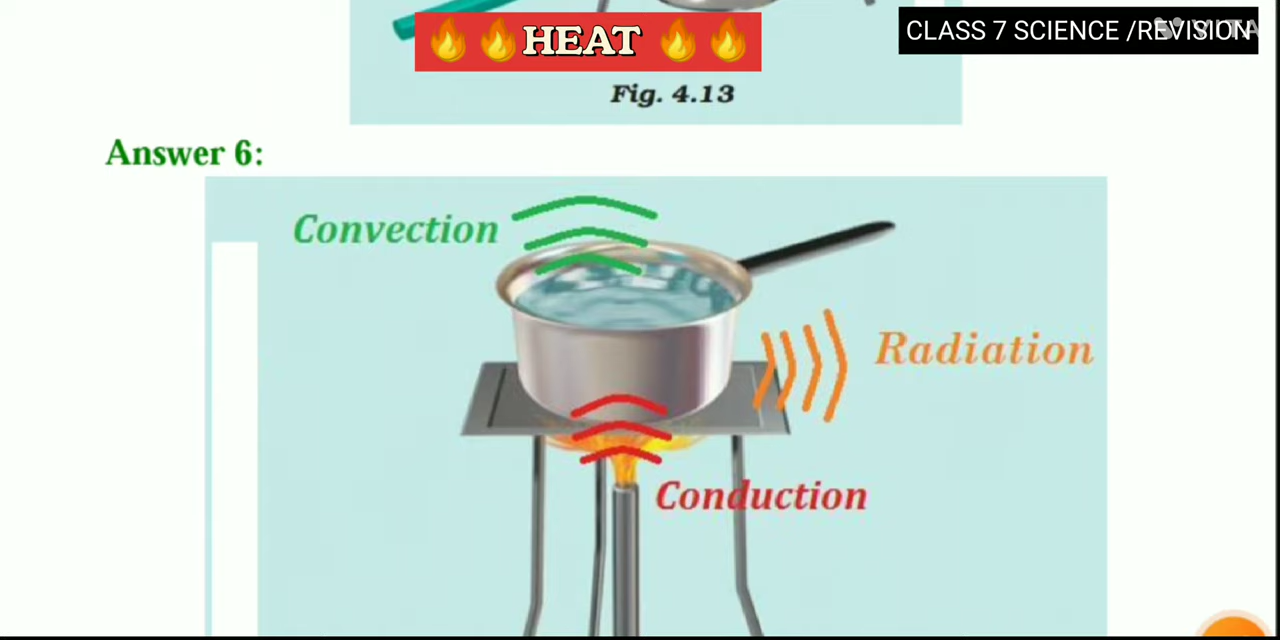 🔥🔥HEAT🔥🔥
CLASS 7 SCIENCE /REVISION
Fig. 4.13
Answer 6:
Convection
Radiation
Conduction